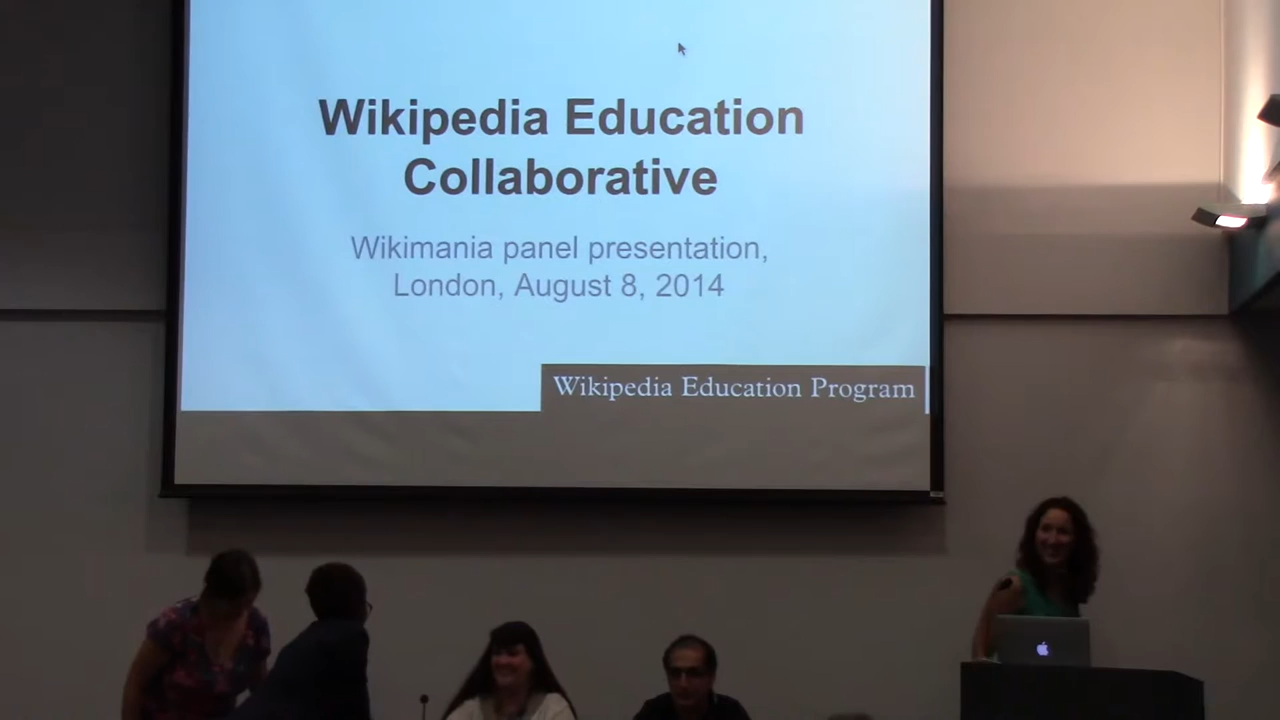 Wikipedia Education
Collaborative
Wikimania panel presentation,
London, August 8, 2014
Wikipedia Education Program